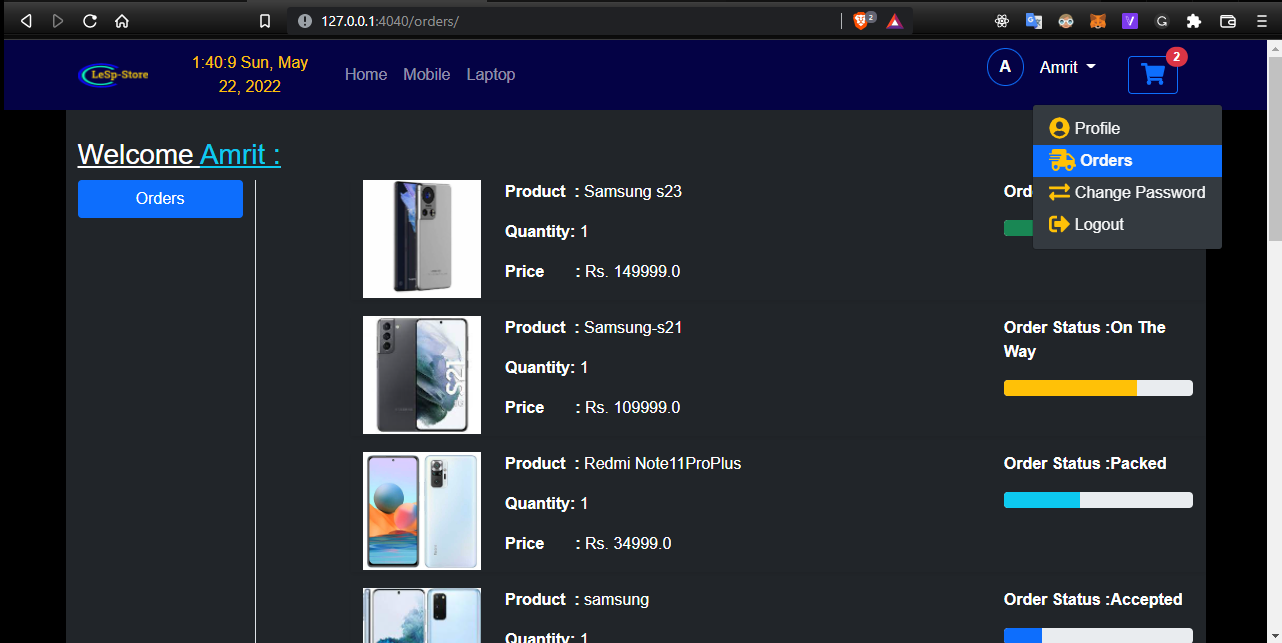 127.0.0.1:4040/orders/
2
LeSp-Store
1:40:9 Sun, May
22, 2022
Home Mobile Laptop
A
Amrit
2
Profile
Orders
Change Password
Logout
Welcome Amrit :
Orders
Product : Samsung s23
Quantity: 1
Price : Rs. 149999.0
Product : Samsung-s21
Quantity: 1
Price : Rs. 109999.0
Order Status :On The
Way
S21
Product : Redmi Note11ProPlus
Quantity: 1
Price : Rs. 34999.0
Order Status :Packed
Product : samsung
Quantity: 1
Order Status :Accepted